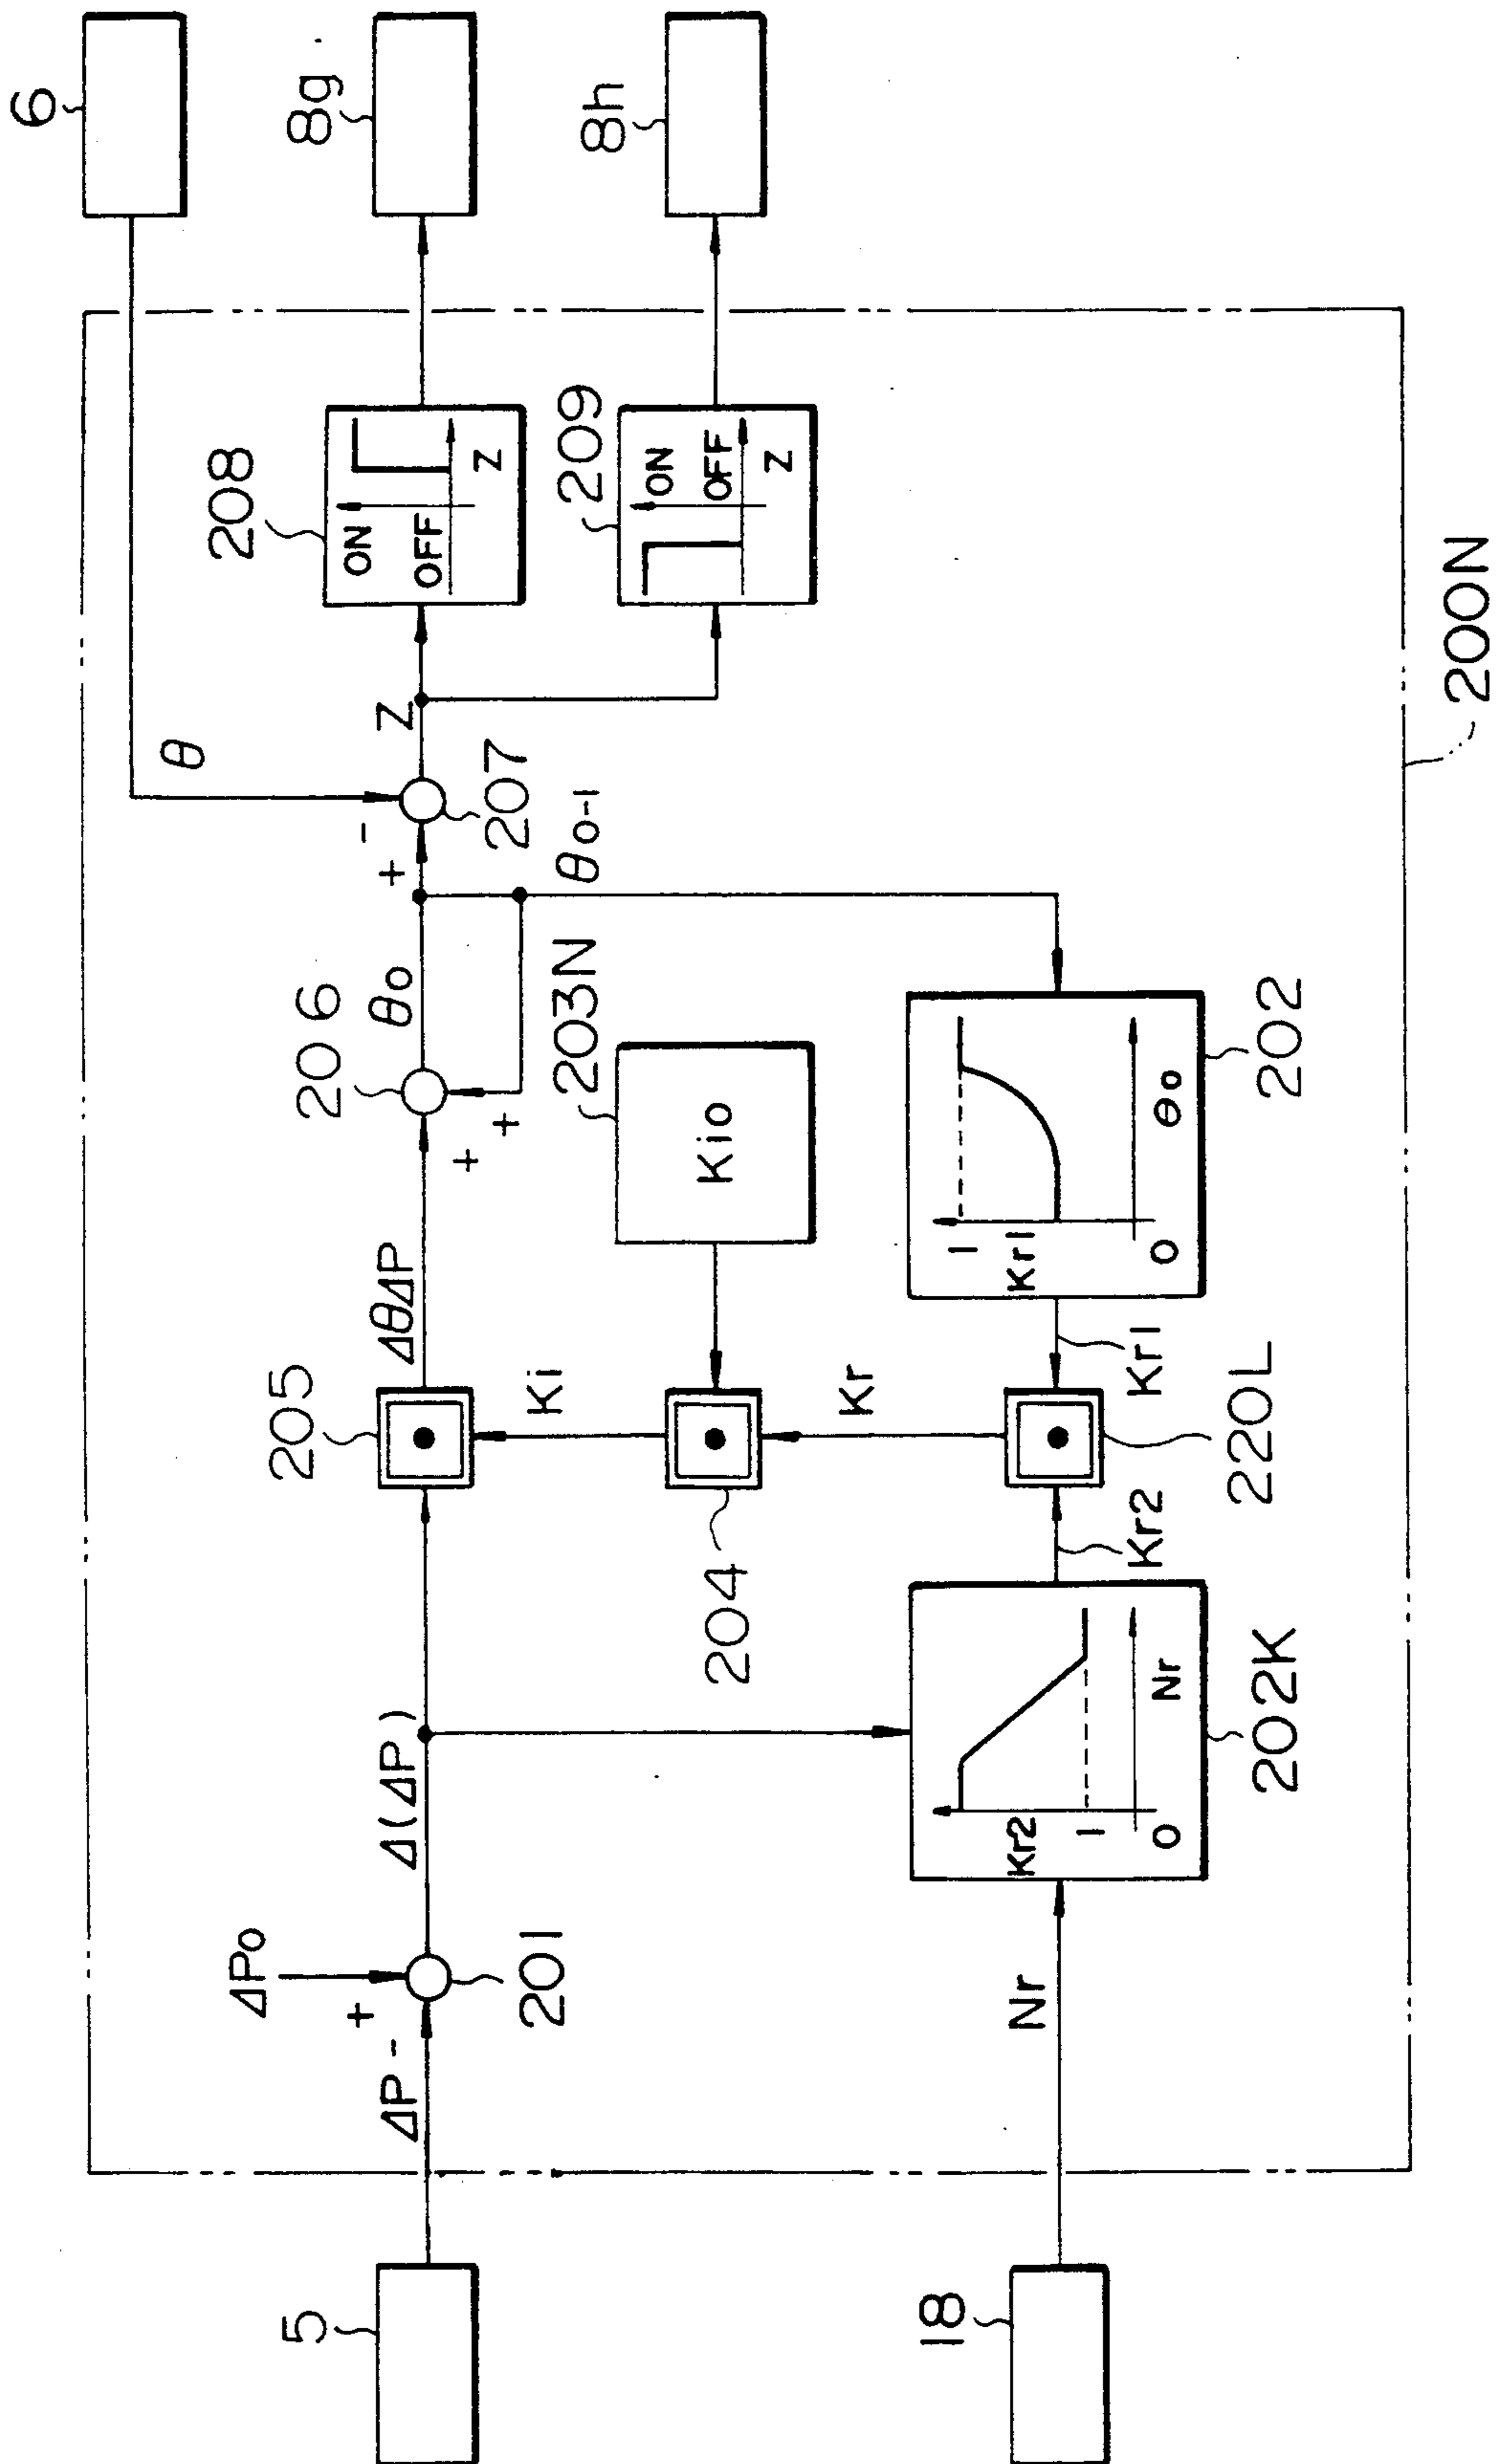 5
18
ΔP
-
ΔPo
+
201
Δ(ΔP)
Nr
Kr2
1
0
Nr
202K
Kr2
205
Ki
204
Kr
220L
Kr1
ΔθΔP
Kio
203N
1
Kr1
0
θo
202
+
+
206
θo
θo-1
+
-
207
θ
Z
208
ON
OFF
Z
209
ON
OFF
Z
6
8g
8h
200N